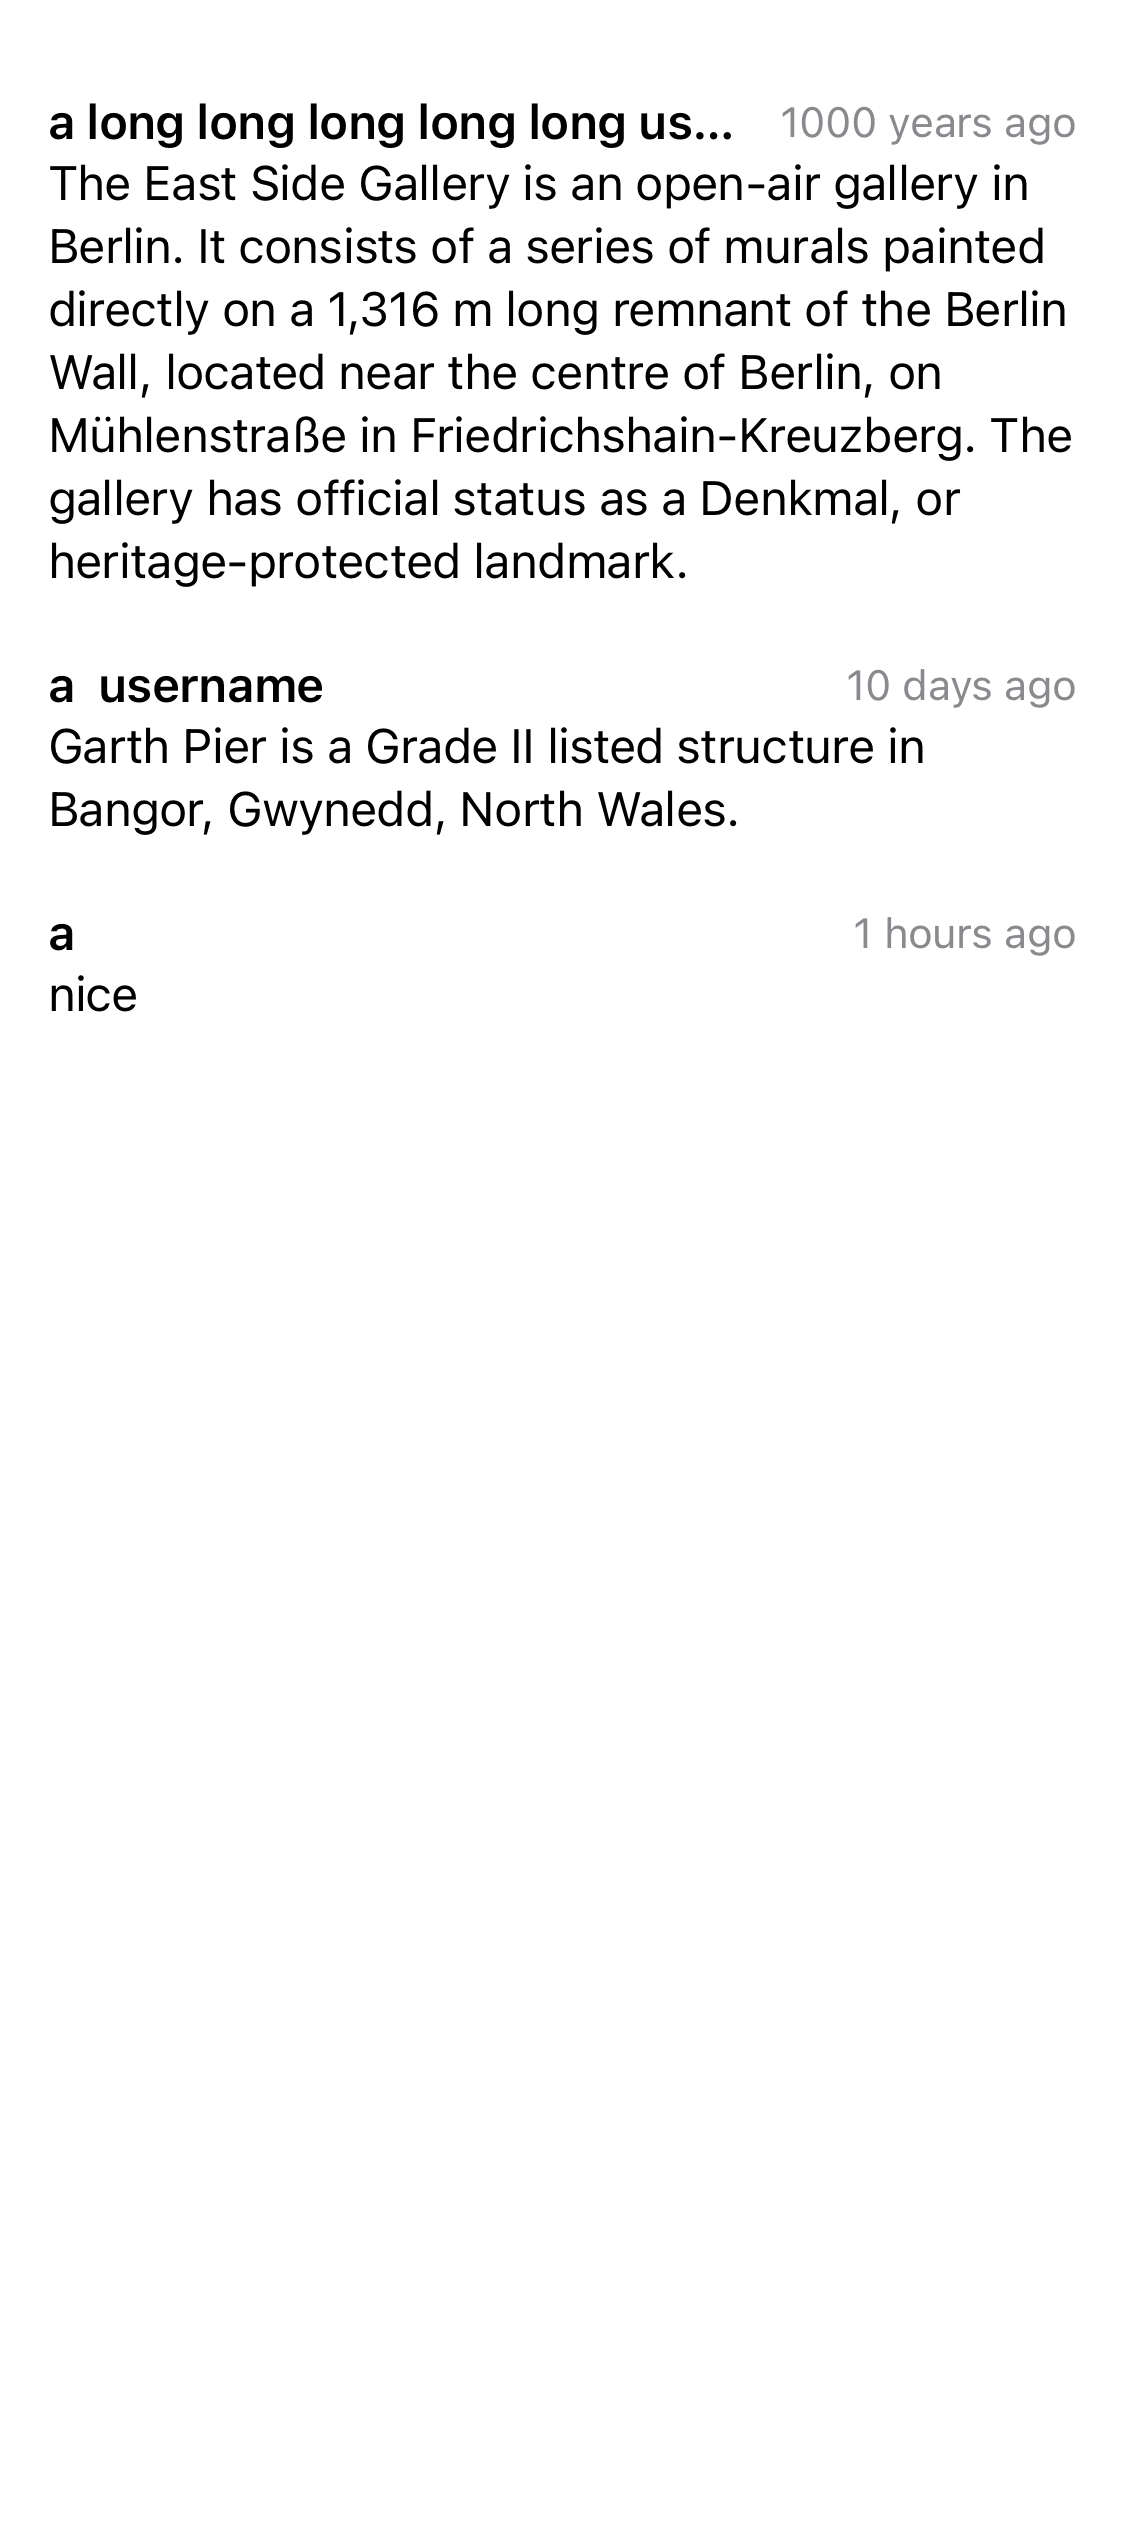 a long long long long long us... 1000 years ago
The East Side Gallery is an open-air gallery in
Berlin. It consists of a series of murals painted
directly on a 1,316 m long remnant of the Berlin
Wall, located near the centre of Berlin, on
Mühlenstraße in Friedrichshain-Kreuzberg. The
gallery has official status as a Denkmal, or
heritage-protected landmark.
a  username 10 days ago
Garth Pier is a Grade II listed structure in
Bangor, Gwynedd, North Wales.
a 1 hours ago
nice